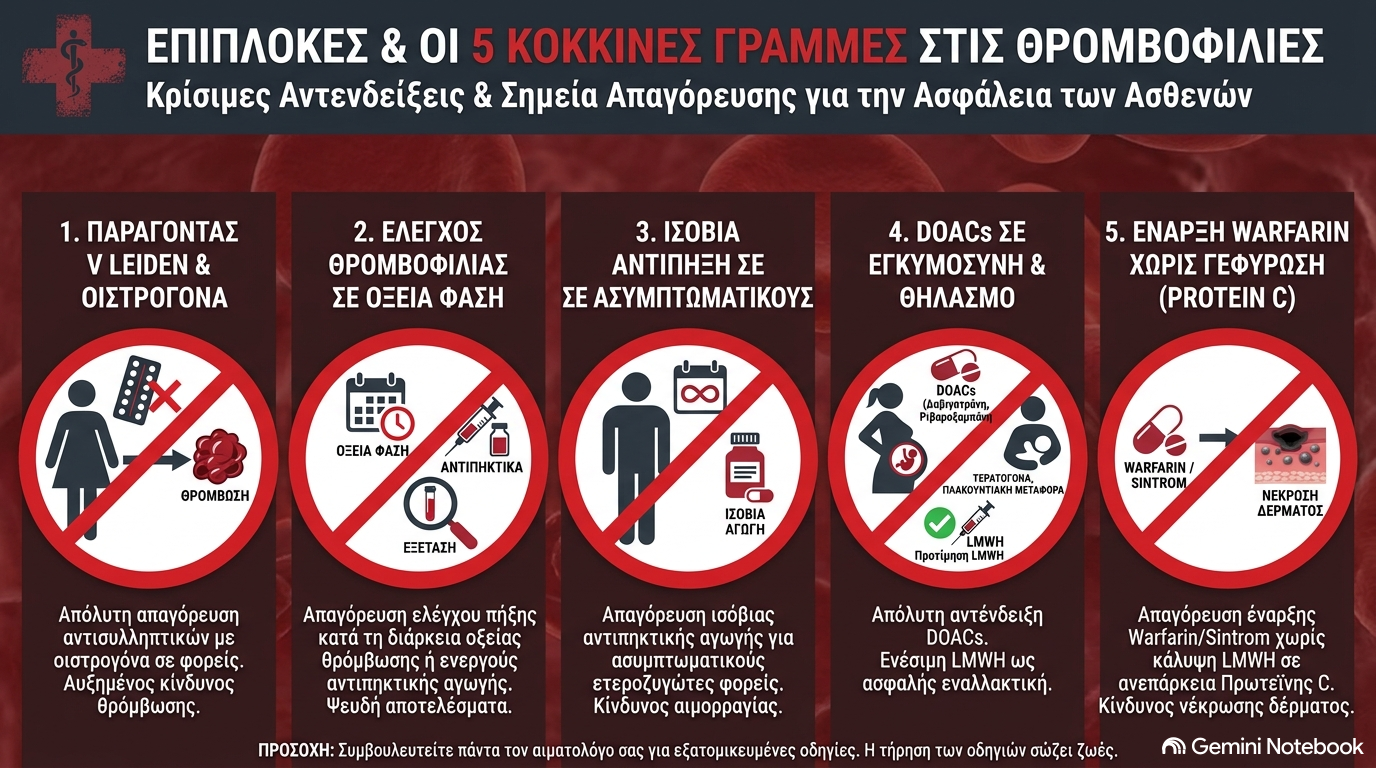 ΕΠΙΠΛΟΚΕΣ & ΟΙ 5 ΚΟΚΚΙΝΕΣ ΓΡΑΜΜΕΣ ΣΤΙΣ ΘΡΟΜΒΟΦΙΛΙΕΣ
Κρίσιμες Αντενδείξεις & Σημεία Απαγόρευσης για την Ασφάλεια των Ασθενών
1. ΠΑΡΑΓΟΝΤΑΣ
V LEIDEN &
ΟΙΣΤΡΟΓΟΝΑ
ΘΡΟΜΒΩΣΗ
Απόλυτη απαγόρευση
αντισυλληπτικών με
οιστρογόνα σε φορείς.
Αυξημένος κίνδυνος
θρόμβωσης.
2. ΕΛΕΓΧΟΣ
ΘΡΟΜΒΟΦΙΛΙΑΣ
ΣΕ ΟΞΕΙΑ ΦΑΣΗ
ΟΞΕΙΑ ΦΑΣΗ
ΑΝΤΙΠΗΚΤΙΚΑ
ΕΞΕΤΑΣΗ
Απαγόρευση ελέγχου πήξης
κατά τη διάρκεια οξείας
θρόμβωσης ή ενεργούς
αντιπηκτικής αγωγής.
Ψευδή αποτελέσματα.
3. ΙΣΟΒΙΑ
ΑΝΤΙΠΗΞΗ ΣΕ
ΣΕ ΑΣΥΜΠΤΩΜΑΤΙΚΟΥΣ
ΙΣΟΒΙΑ
ΑΓΩΓΗ
Απαγόρευση ισόβιας
αντιπηκτικής αγωγής για
ασυμπτωματικούς
ετεροζυγώτες φορείς.
Κίνδυνος αιμορραγίας.
4. DOACs ΣΕ
ΕΓΚΥΜΟΣΥΝΗ &
ΘΗΛΑΣΜΟ
DOACs
(Δαβιγατράνη,
Ριβαροξαμπάνη
ΤΕΡΑΤΟΓΟΝΑ,
ΠΛΑΚΟΥΝΤΙΑΚΗ ΜΕΤΑΦΟΡΑ
LMWH
Προτίμηση LMWH
Απόλυτη αντένδειξη
DOACs.
Ενέσιμη LMWH ως
ασφαλής εναλλακτική.
5. ΕΝΑΡΞΗ WARFARIN
ΧΩΡΙΣ ΓΕΦΥΡΩΣΗ
(PROTEIN C)
WARFARIN /
SINTROM
ΝΕΚΡΩΣΗ
ΔΕΡΜΑΤΟΣ
Απαγόρευση έναρξης
Warfarin/Sintrom χωρίς
κάλυψη LMWH σε
ανεπάρκεια Πρωτεΐνης C.
Κίνδυνος νέκρωσης δέρματος.
ΠΡΟΣΟΧΗ: Συμβουλευτείτε πάντα τον αιματολόγο σας για εξατομικευμένες οδηγίες. Η τήρηση των οδηγιών σώζει ζωές.
Gemini Notebook